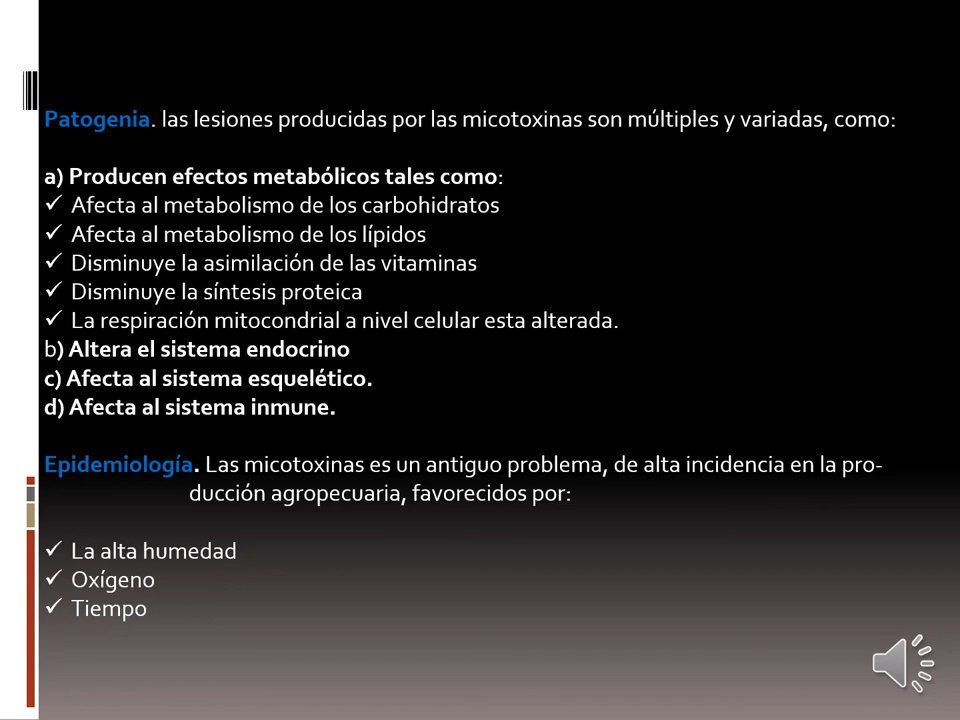 Patogenia. las lesiones producidas por las micotoxinas son múltiples y variadas, como:
a) Producen efectos metabólicos tales como:
✓ Afecta al metabolismo de los carbohidratos
✓ Afecta al metabolismo de los lípidos
✓ Disminuye la asimilación de las vitaminas
✓ Disminuye la síntesis proteica
✓ La respiración mitocondrial a nivel celular esta alterada.
b) Altera el sistema endocrino
c) Afecta al sistema esquelético.
d) Afecta al sistema inmune.
Epidemiología. Las micotoxinas es un antiguo problema, de alta incidencia en la pro-
ducción agropecuaria, favorecidos por:
✓ La alta humedad
✓ Oxígeno
✓ Tiempo